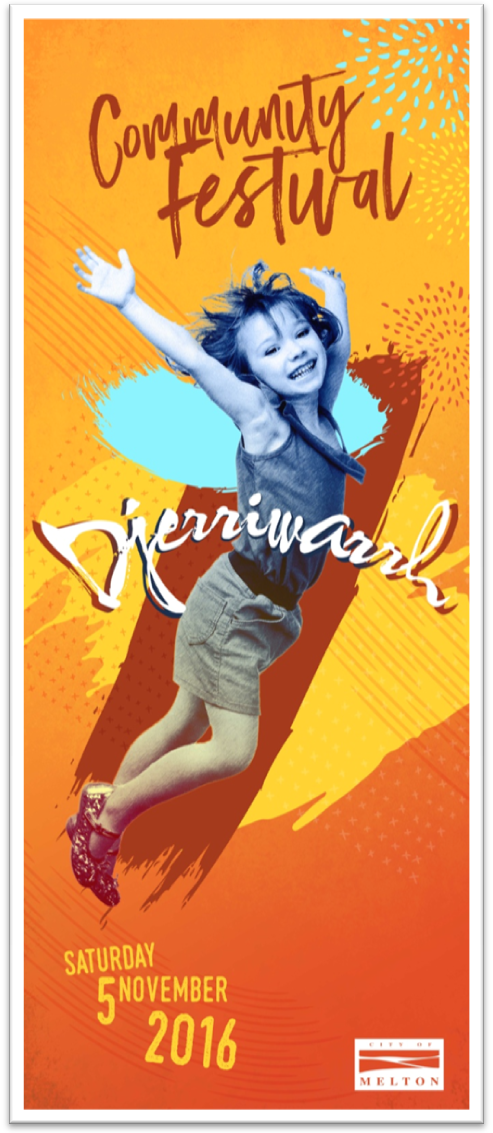 Community
Festival
Djerriwarrh
SATURDAY
5 NOVEMBER
2016
CITY OF
MELTON